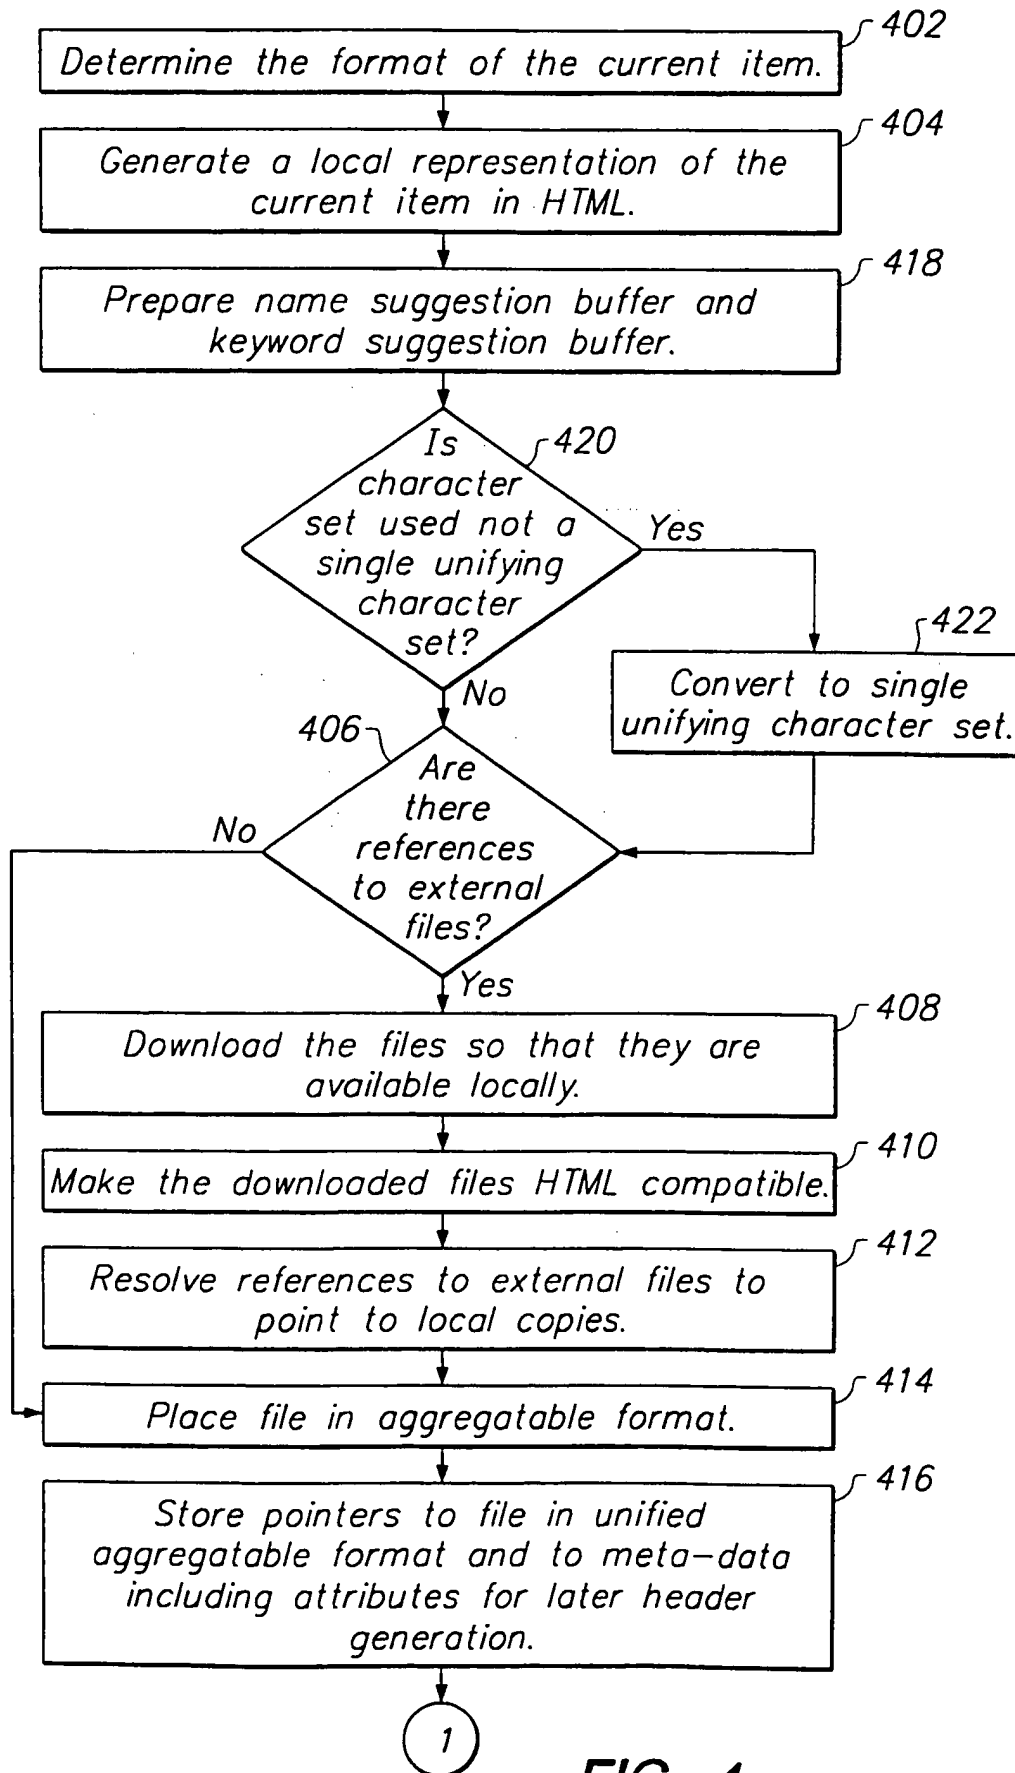 402
Determine the format of the current item.
404
Generate a local representation of the
current item in HTML.
418
Prepare name suggestion buffer and
keyword suggestion buffer.
420
Is
character
set used not a
single unifying
character
set?
Yes
No
422
Convert to single
unifying character set.
406
Are
there
references
to external
files?
No
Yes
408
Download the files so that they are
available locally.
410
Make the downloaded files HTML compatible.
412
Resolve references to external files to
point to local copies.
414
Place file in aggregatable format.
416
Store pointers to file in unified
aggregatable format and to meta-data
including attributes for later header
generation.
1
FIG. 4